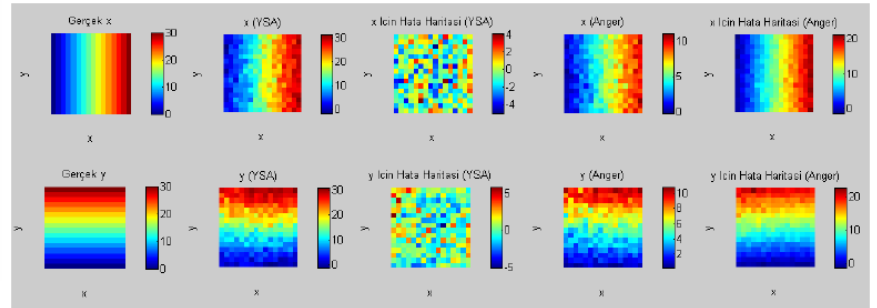 Gerçek x
x (YSA)
x Icin Hata Haritasi (YSA)
x (Anger)
x Icin Hata Haritasi (Anger)
y
30
20
10
0
x
y
30
20
10
0
x
y
4
2
0
-2
-4
x
y
10
5
0
x
y
20
10
0
x
Gerçek y
y (YSA)
y Icin Hata Haritasi (YSA)
y (Anger)
y Icin Hata Haritasi (Anger)
y
30
20
10
0
x
y
30
20
10
0
x
y
5
0
-5
x
y
10
8
6
4
2
x
y
20
10
0
x